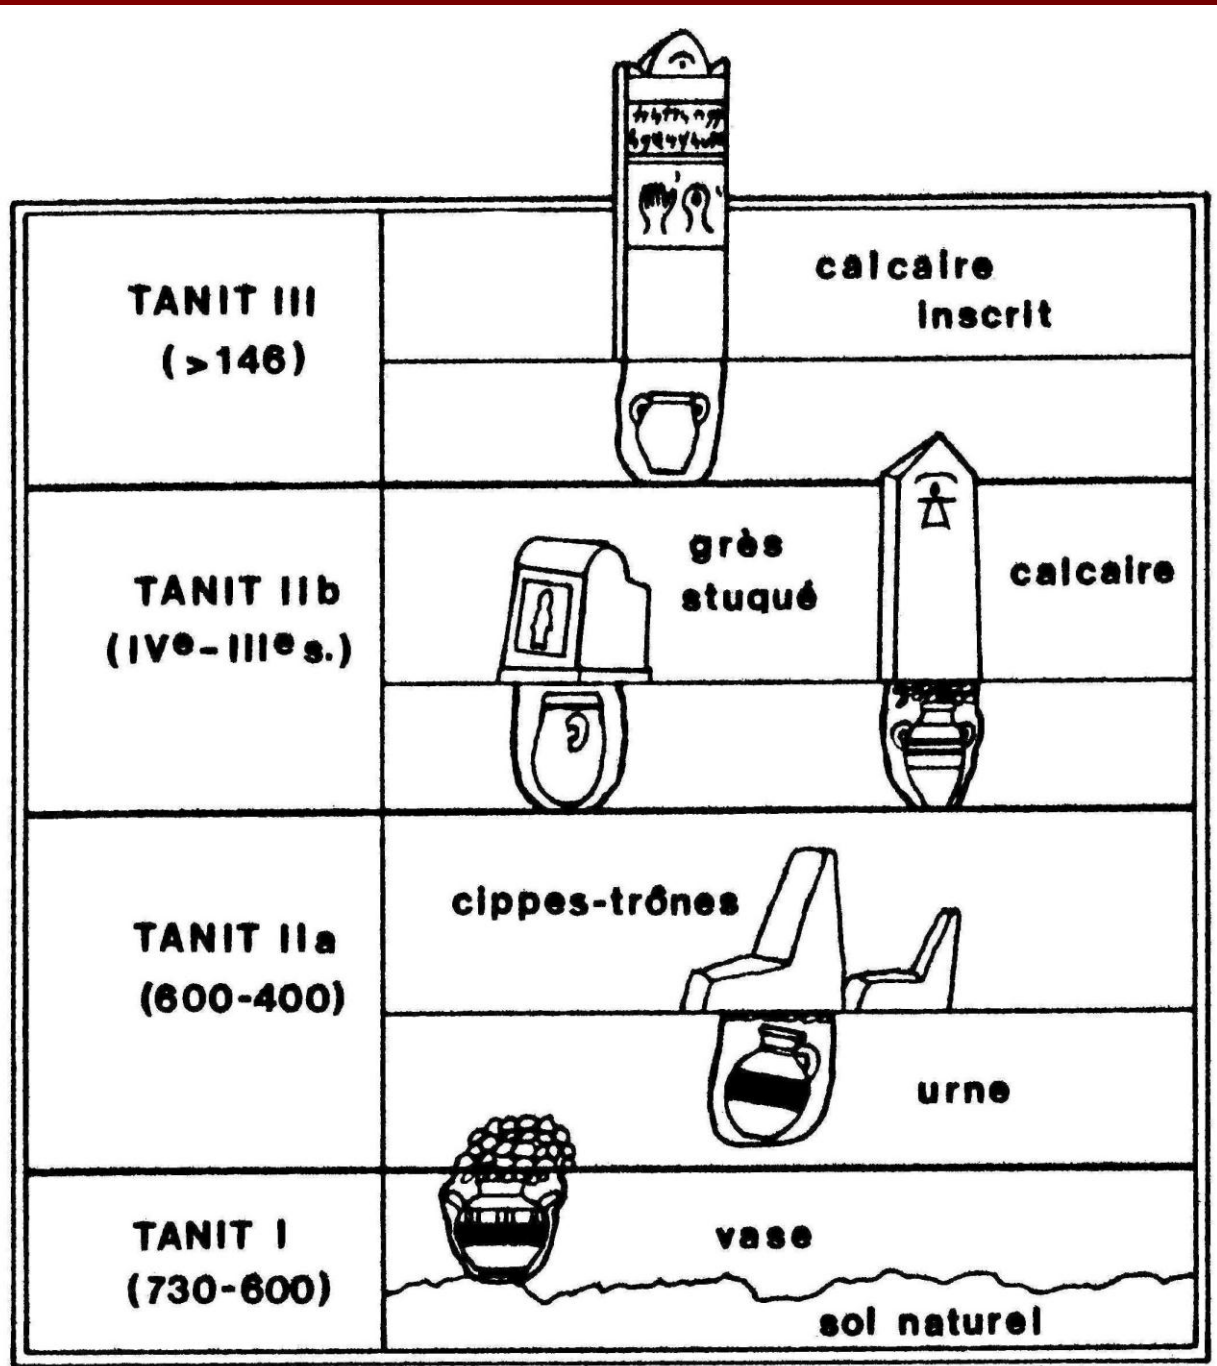 TANIT III
(>146)
calcaire
inscrit
TANIT IIb
(IVe-IIIe s.)
grès
stuqué
calcaire
TANIT IIa
(600-400)
cippes-trônes
urne
TANIT I
(730-600)
vase
sol naturel